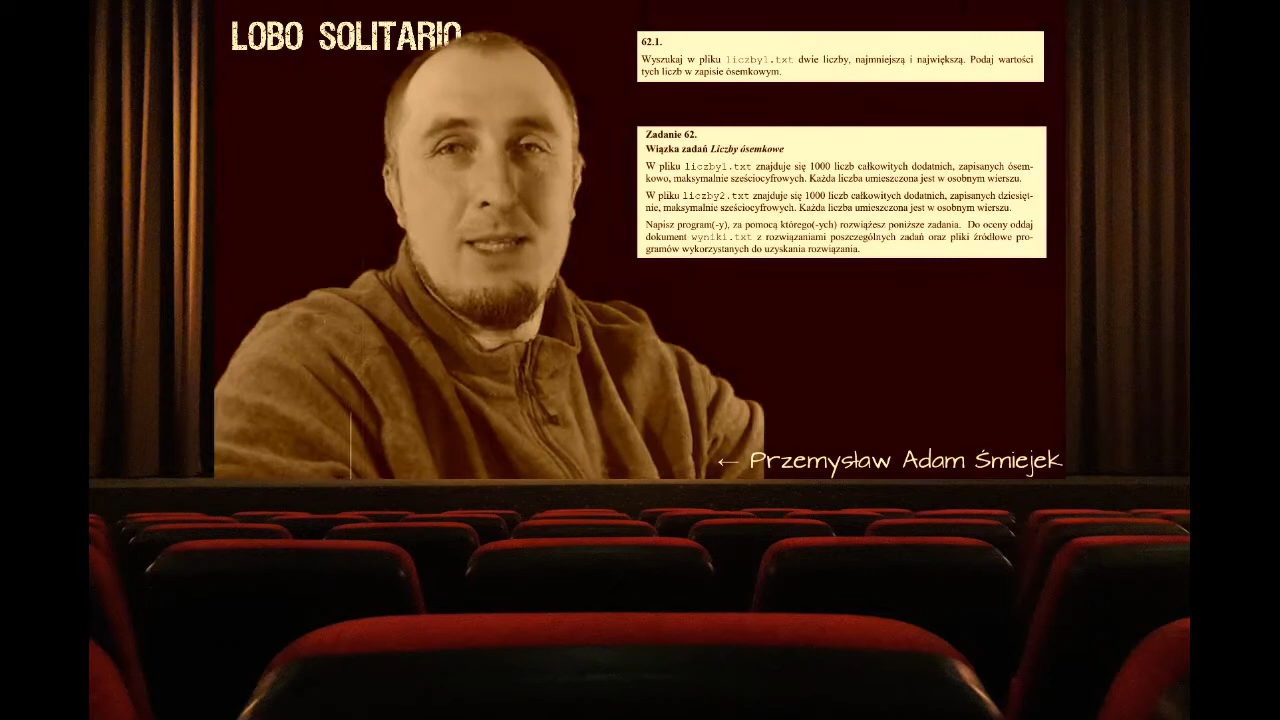 LOBO SOLITARIO
62.1.
Wyszukaj w pliku liczby1.txt dwie liczby, najmniejszą i największą. Podaj wartości
tych liczb w zapisie ósemkowym.
Zadanie 62.
Wiązka zadań Liczby ósemkowe
W pliku liczby1.txt znajduje się 1000 liczb całkowitych dodatnich, zapisanych ósem-
kowo, maksymalnie sześciocyfrowych. Każda liczba umieszczona jest w osobnym wierszu.
W pliku liczby2.txt znajduje się 1000 liczb całkowitych dodatnich, zapisanych dziesięt-
nie, maksymalnie sześciocyfrowych. Każda liczba umieszczona jest w osobnym wierszu.
Napisz program(-y), za pomocą którego(-ych) rozwiążesz poniższe zadania. Do oceny oddaj
dokument wyniki.txt z rozwiązaniami poszczególnych zadań oraz pliki źródłowe pro-
gramów wykorzystanych do uzyskania rozwiązania.
← Przemysław Adam Śmiejek